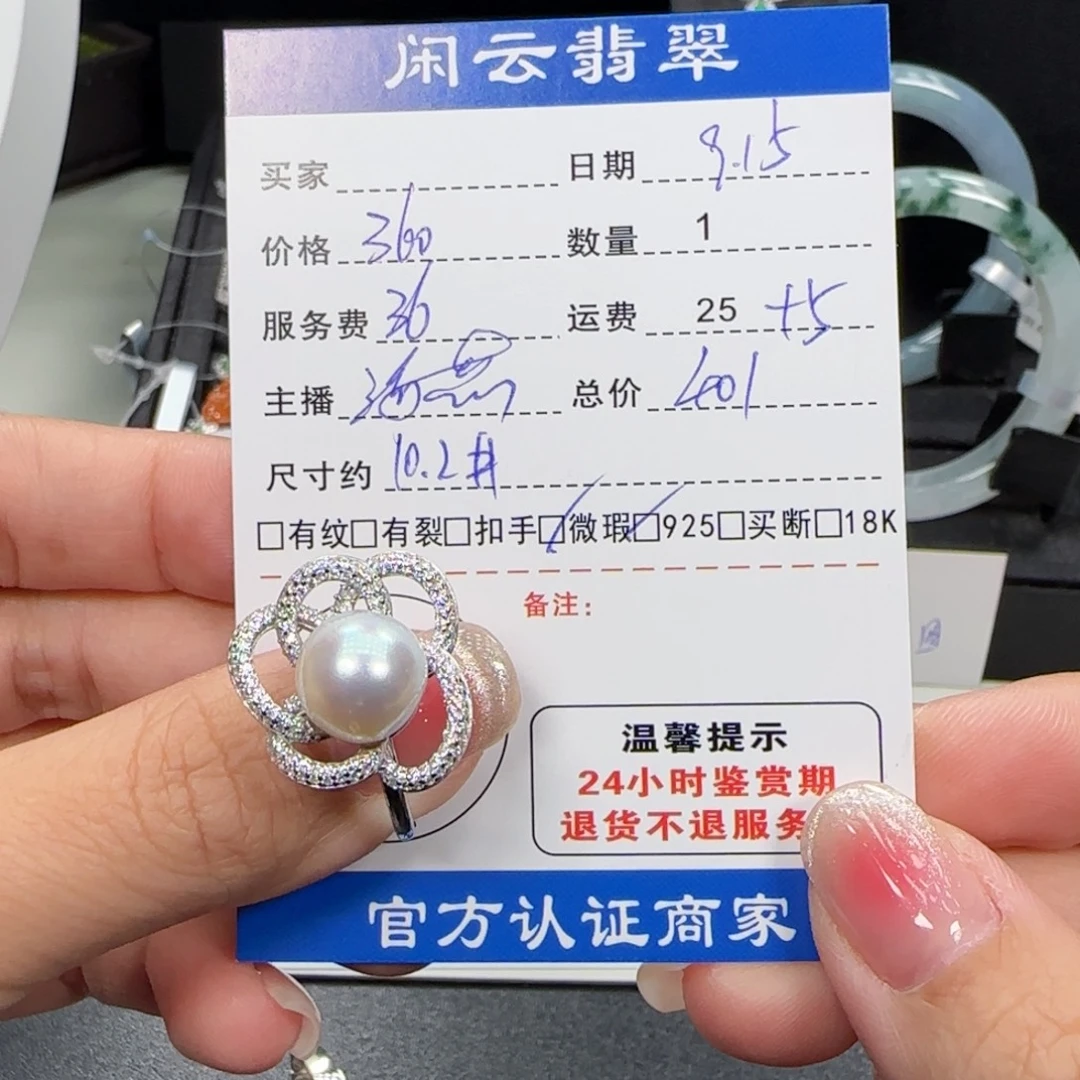 闲云翡翠
买家 日期 9.15
价格 360 数量 1
服务费 36 运费 25 +5
主播 总价 401
尺寸约 10.2#
□有纹□有裂□扣手□微瑕□925□买断□18K
备注：
温馨提示
24小时鉴赏期
退货不退服务
官方认证商家